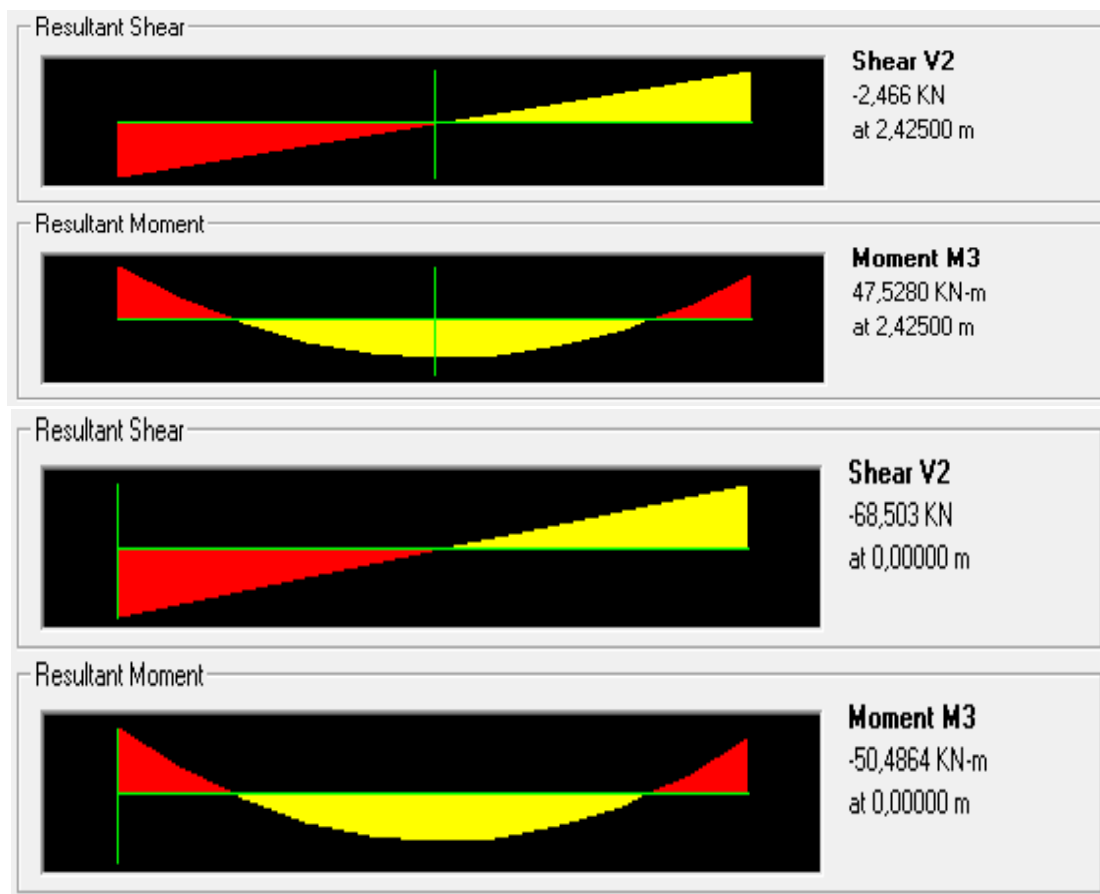 Resultant Shear
Shear V2
-2,466 KN
at 2,42500 m
Resultant Moment
Moment M3
47,5280 KN-m
at 2,42500 m
Resultant Shear
Shear V2
-68,503 KN
at 0,00000 m
Resultant Moment
Moment M3
-50,4864 KN-m
at 0,00000 m